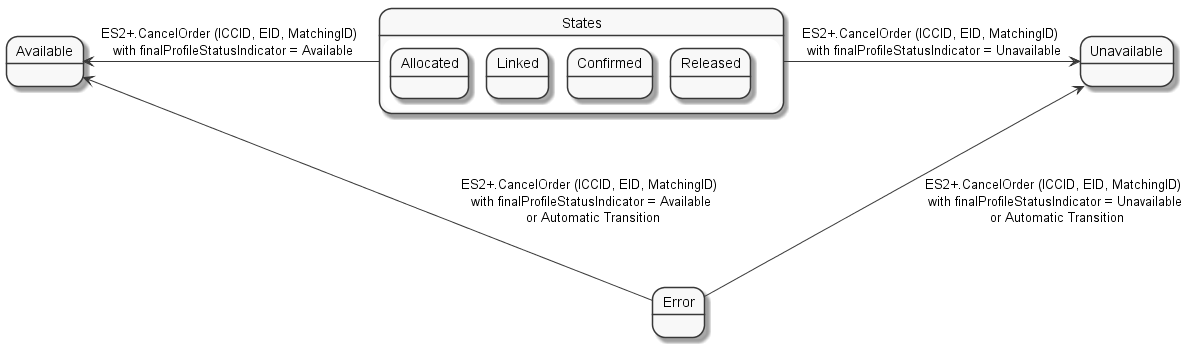 States
ES2+.CancelOrder (ICCID, EID, MatchingID)
with finalProfileStatusIndicator = Available
ES2+.CancelOrder (ICCID, EID, MatchingID)
with finalProfileStatusIndicator = Unavailable
Available
Allocated
Linked
Confirmed
Released
Unavailable
ES2+.CancelOrder (ICCID, EID, MatchingID)
with finalProfileStatusIndicator = Available
or Automatic Transition
ES2+.CancelOrder (ICCID, EID, MatchingID)
with finalProfileStatusIndicator = Unavailable
or Automatic Transition
Error